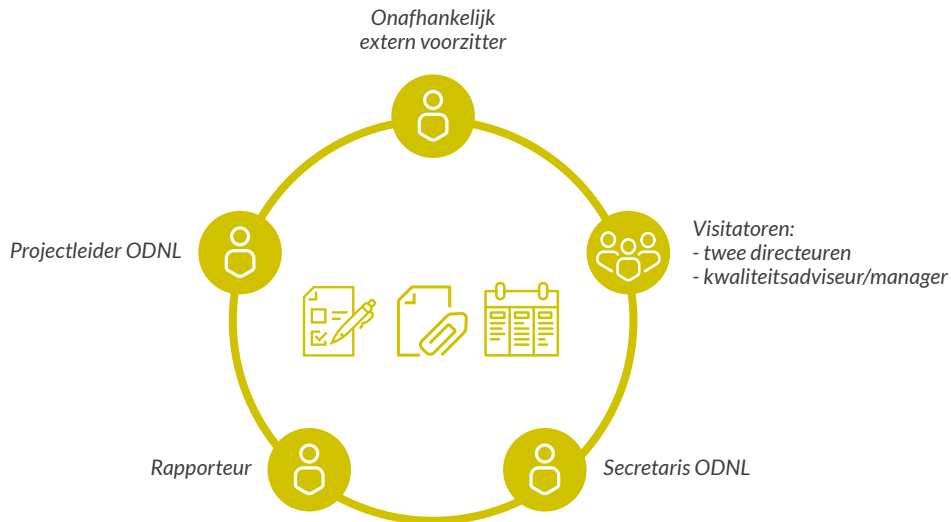 Onafhankelijk
extern voorzitter
Projectleider ODNL
Visitatoren:
- twee directeuren
- kwaliteitsadviseur/manager
Rapporteur
Secretaris ODNL